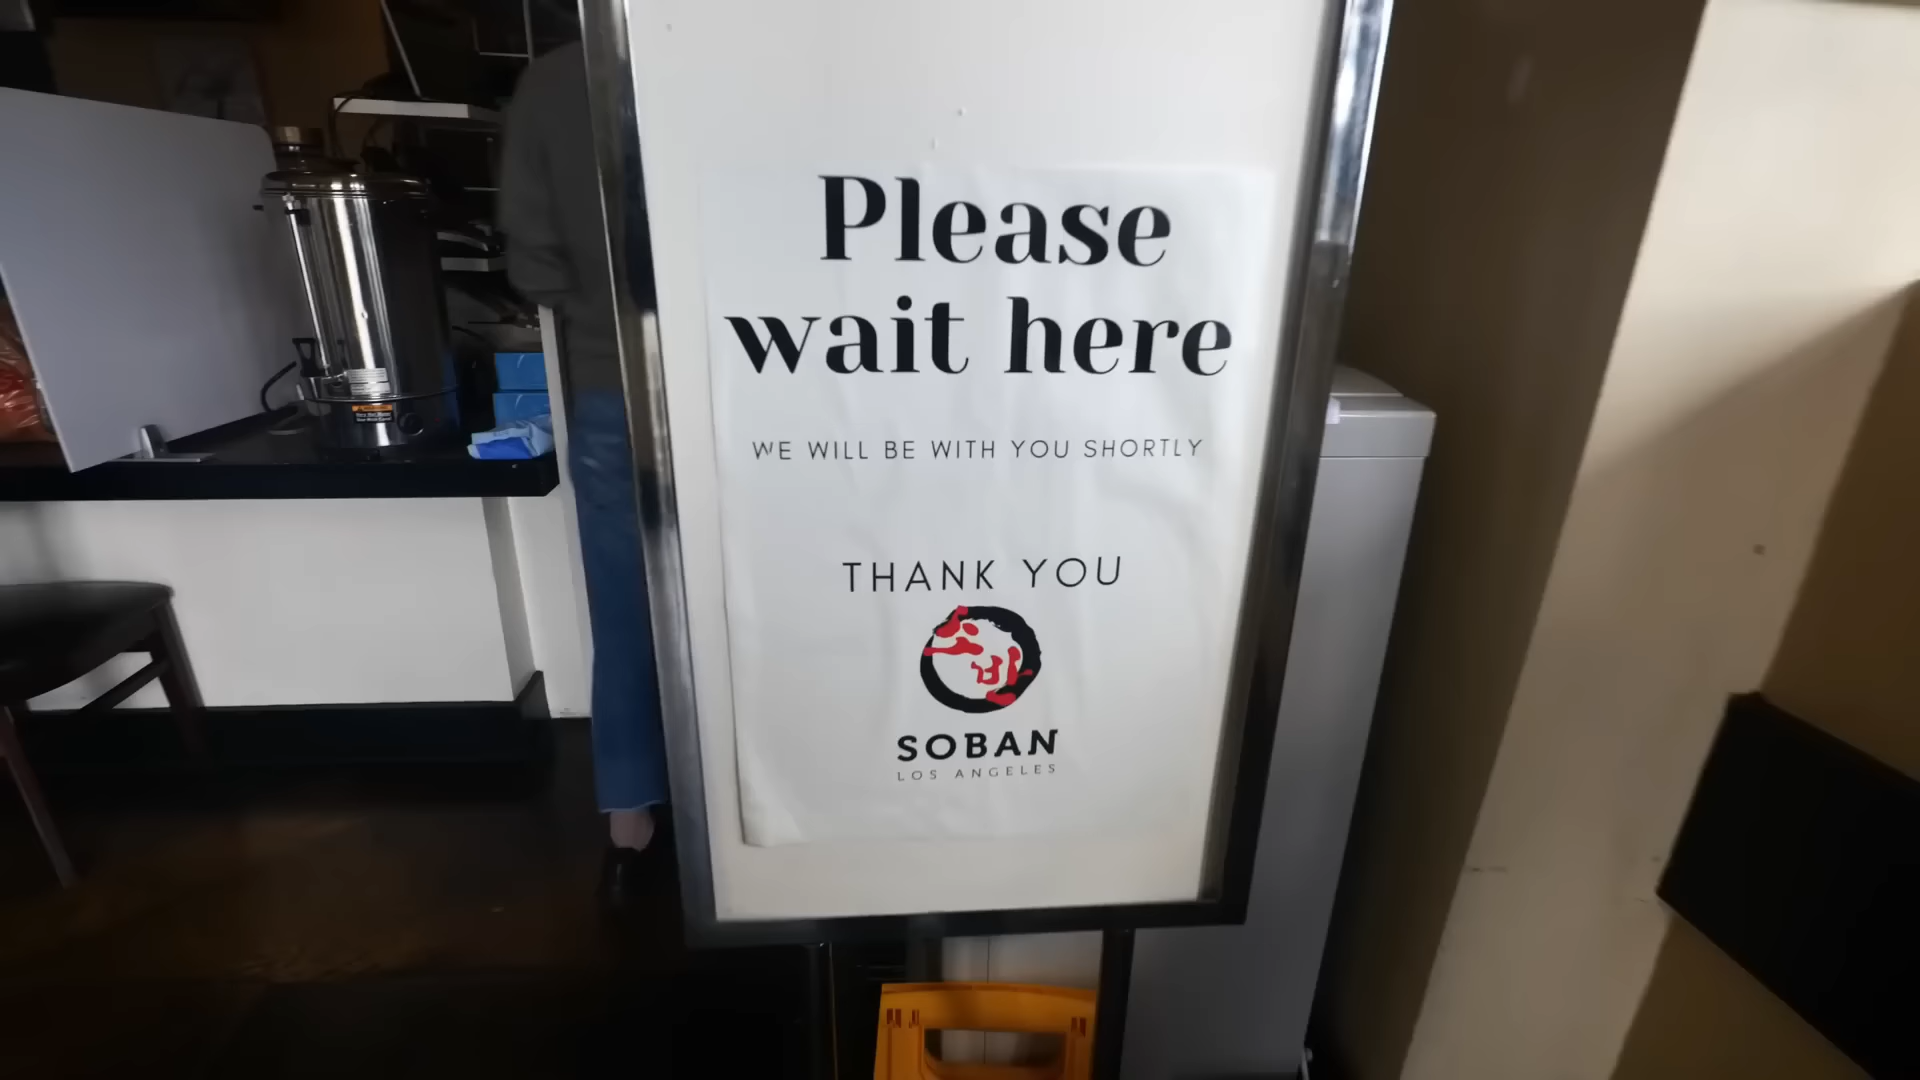 Please
wait here
WE WILL BE WITH YOU SHORTLY
THANK YOU
소반
SOBAN
LOS ANGELES